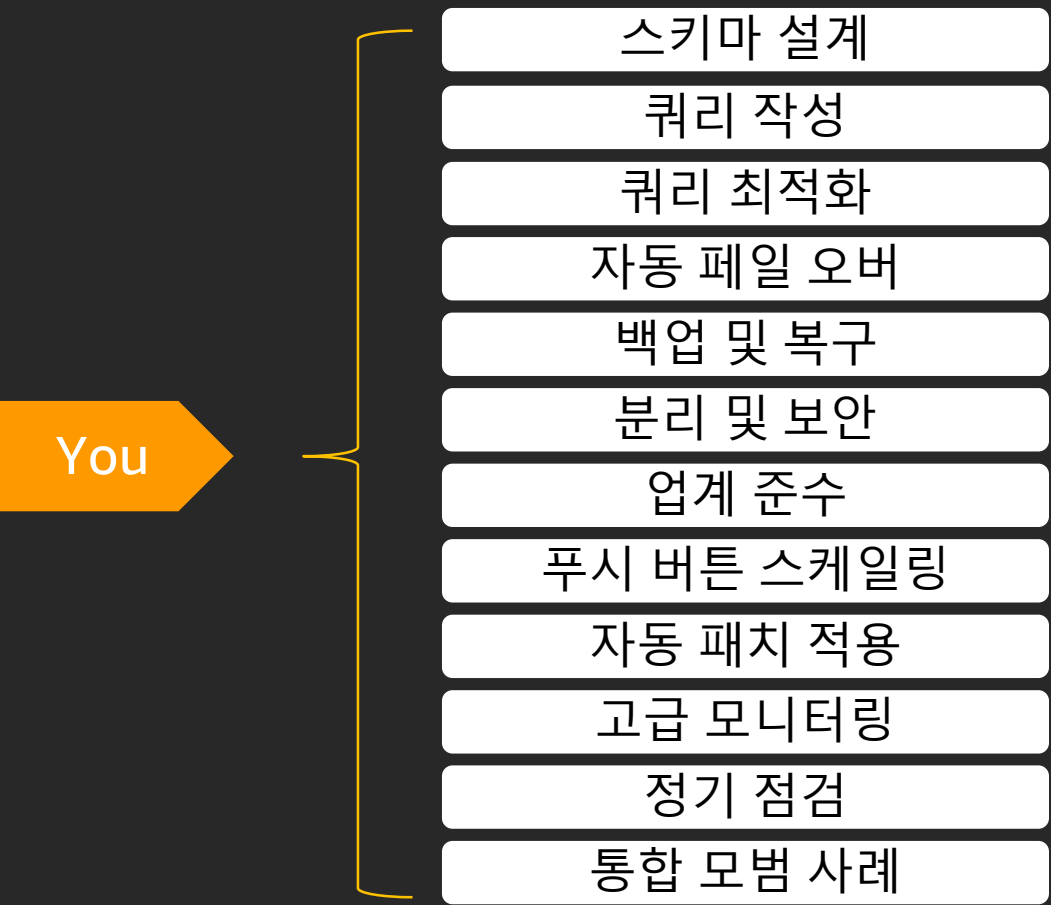 스키마 설계
쿼리 작성
쿼리 최적화
자동 페일 오버
백업 및 복구
분리 및 보안
You
업계 준수
푸시 버튼 스케일링
자동 패치 적용
고급 모니터링
정기 점검
통합 모범 사례